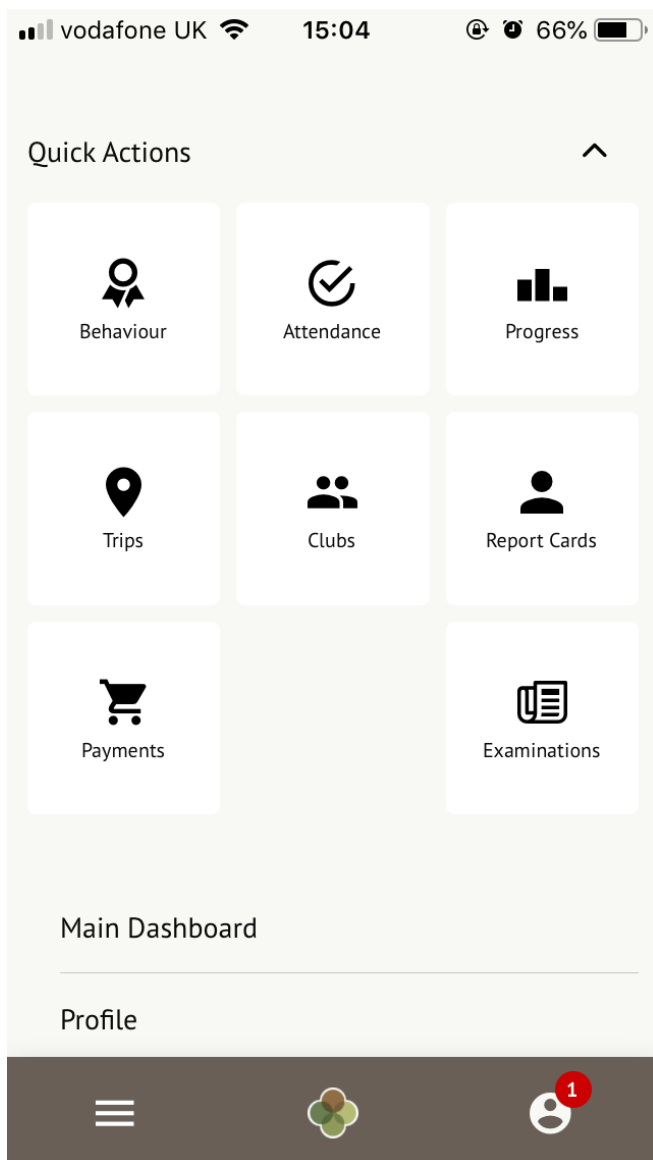 vodafone UK 15:04 66%
Quick Actions
Behaviour Attendance Progress
Trips Clubs Report Cards
Payments Examinations
Main Dashboard
Profile
1